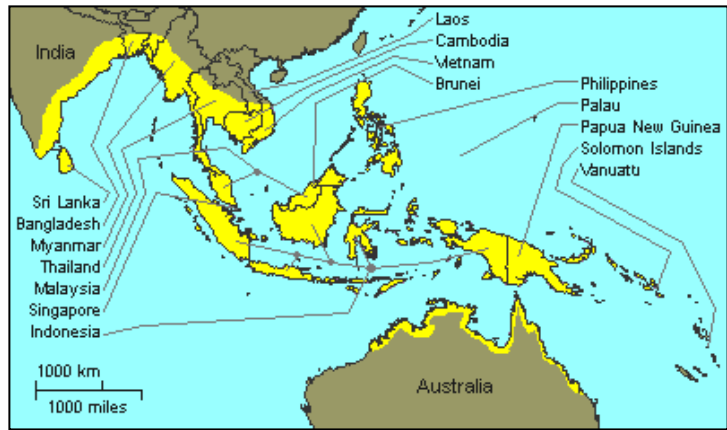 India
Laos
Cambodia
Vietnam
Brunei
Philippines
Palau
Papua New Guinea
Solomon Islands
Vanuatu
Sri Lanka
Bangladesh
Myanmar
Thailand
Malaysia
Singapore
Indonesia
1000 km
1000 miles
Australia